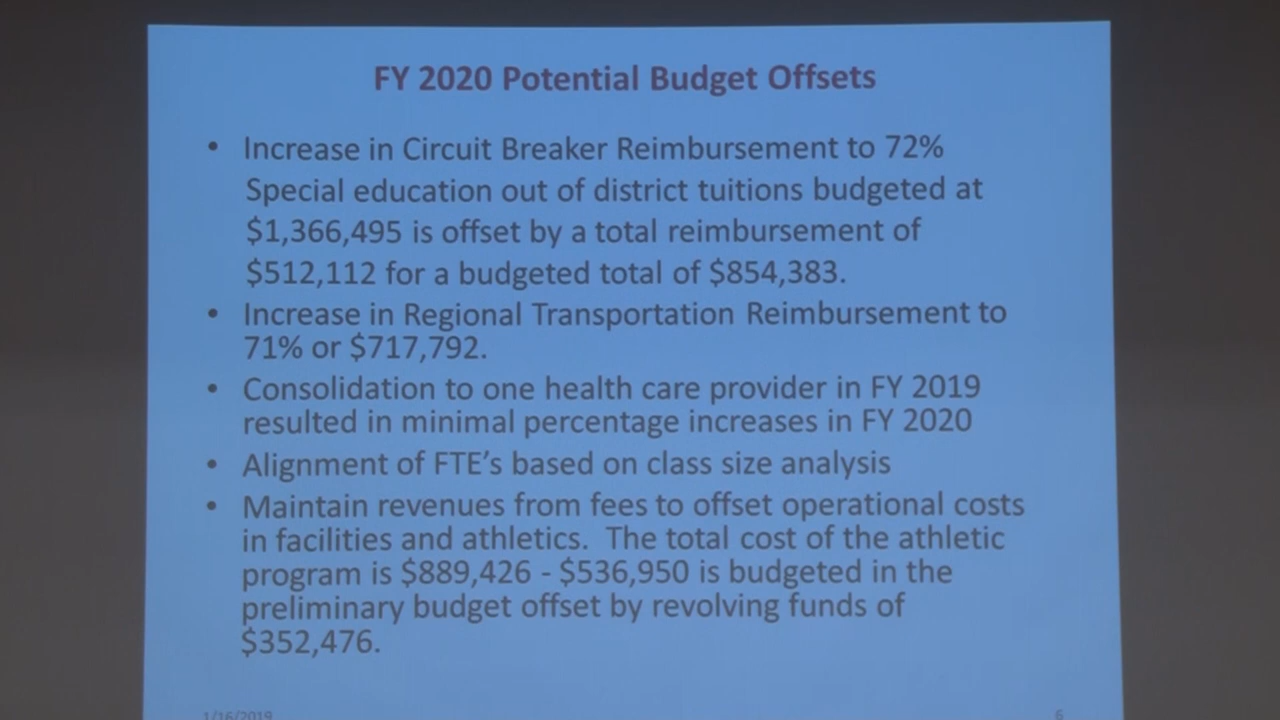 FY 2020 Potential Budget Offsets
• Increase in Circuit Breaker Reimbursement to 72%
Special education out of district tuitions budgeted at
$1,366,495 is offset by a total reimbursement of
$512,112 for a budgeted total of $854,383.
• Increase in Regional Transportation Reimbursement to
71% or $717,792.
• Consolidation to one health care provider in FY 2019
resulted in minimal percentage increases in FY 2020
• Alignment of FTE's based on class size analysis
• Maintain revenues from fees to offset operational costs
in facilities and athletics.  The total cost of the athletic
program is $889,426 - $536,950 is budgeted in the
preliminary budget offset by revolving funds of
$352,476.
1/16/2019
6